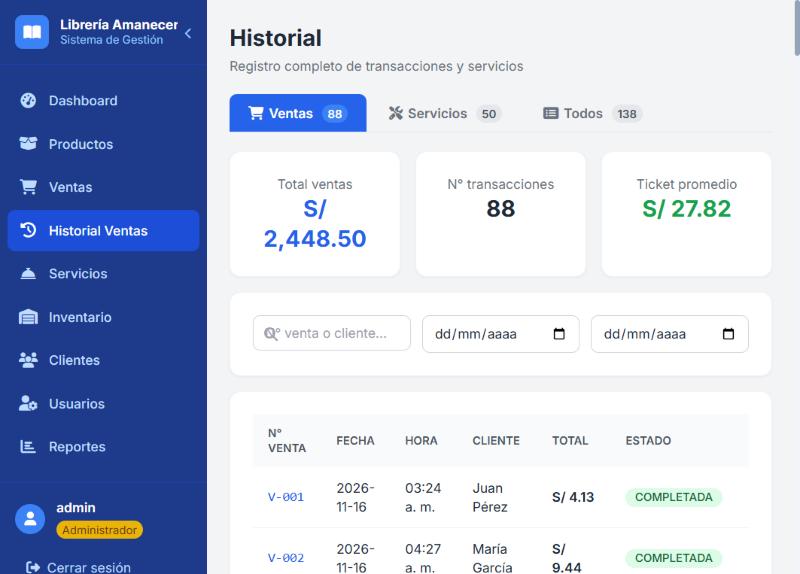 Librería Amanecer
Sistema de Gestión
Dashboard
Productos
Ventas
Historial Ventas
Servicios
Inventario
Clientes
Usuarios
Reportes
admin
Administrador
Cerrar sesión
Historial
Registro completo de transacciones y servicios
Ventas 88
Servicios 50
Todos 138
Total ventas
S/
2,448.50
N° transacciones
88
Ticket promedio
S/ 27.82
N° venta o cliente...
dd/mm/aaaa
dd/mm/aaaa
N°
VENTA
FECHA
HORA
CLIENTE
TOTAL
ESTADO
V-001
2026-
11-16
03:24
a. m.
Juan
Pérez
S/ 4.13
COMPLETADA
V-002
2026-
11-16
04:27
a. m.
María
García
S/
9.44
COMPLETADA